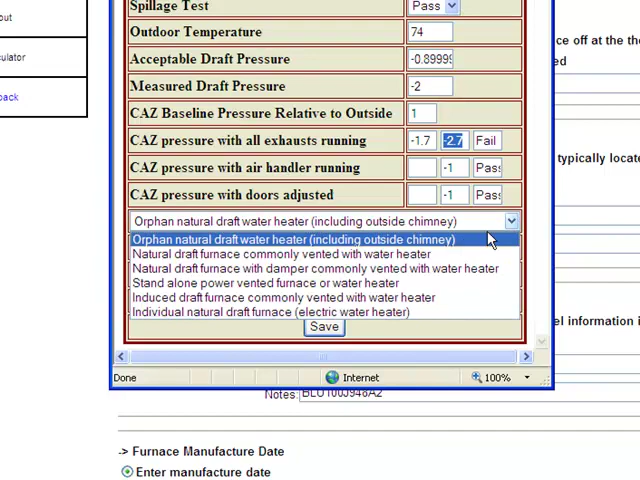 Spillage Test Pass
out
Outdoor Temperature 74
ce off at the the
culator
Acceptable Draft Pressure -0.89999
ed
Measured Draft Pressure -2
back
CAZ Baseline Pressure Relative to Outside 1
CAZ pressure with all exhausts running -1.7 -2.7 Fail
typically locate
CAZ pressure with air handler running -1 Pass
CAZ pressure with doors adjusted -1 Pass
Orphan natural draft water heater (including outside chimney)
Orphan natural draft water heater (including outside chimney)
Natural draft furnace commonly vented with water heater
Natural draft furnace with damper commonly vented with water heater
Stand alone power vented furnace or water heater
Induced draft furnace commonly vented with water heater
Individual natural draft furnace (electric water heater)
el information i
Save
Done Internet 100%
Notes: BLU100J948A2
-> Furnace Manufacture Date
Enter manufacture date